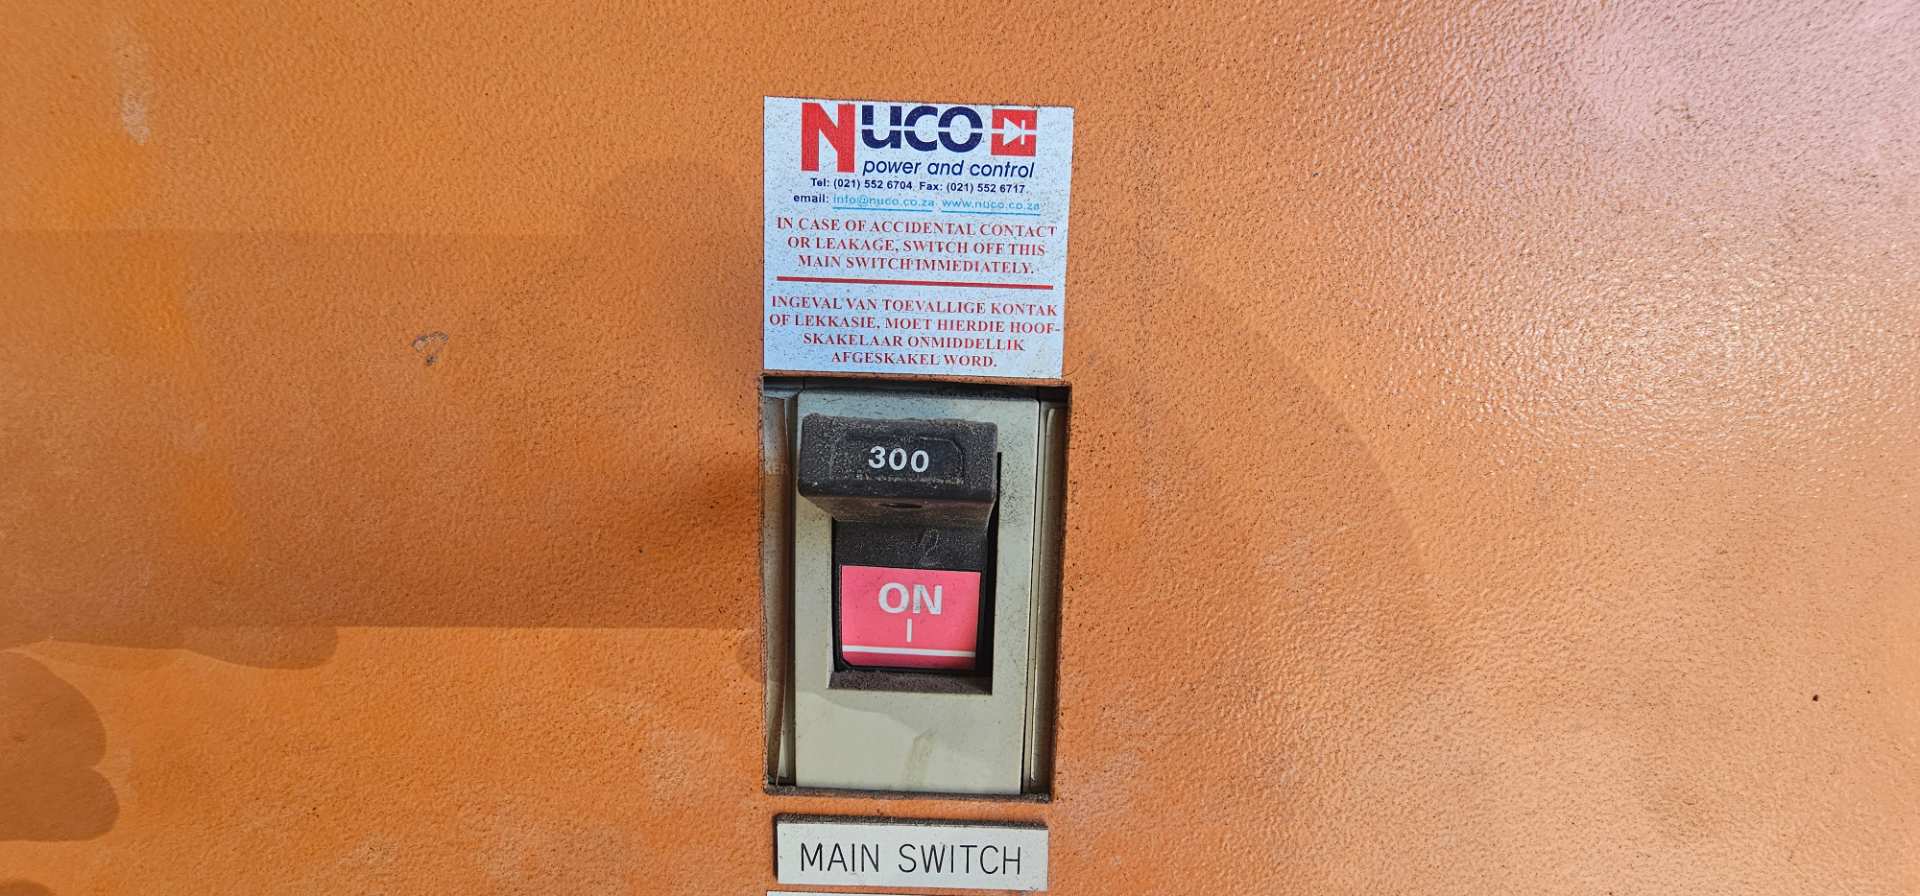 NUCO
power and control
Tel: (021) 552 6704 Fax: (021) 552 6717
email: info@nuco.co.za www.nuco.co.za
IN CASE OF ACCIDENTAL CONTACT
OR LEAKAGE, SWITCH OFF THIS
MAIN SWITCH IMMEDIATELY.
INGEVAL VAN TOEVALLIGE KONTAK
OF LEKKASIE, MOET HIERDIE HOOF-
SKAKELAAR ONMIDDELLIK
AFGESKAKEL WORD.
300
ON
I
MAIN SWITCH